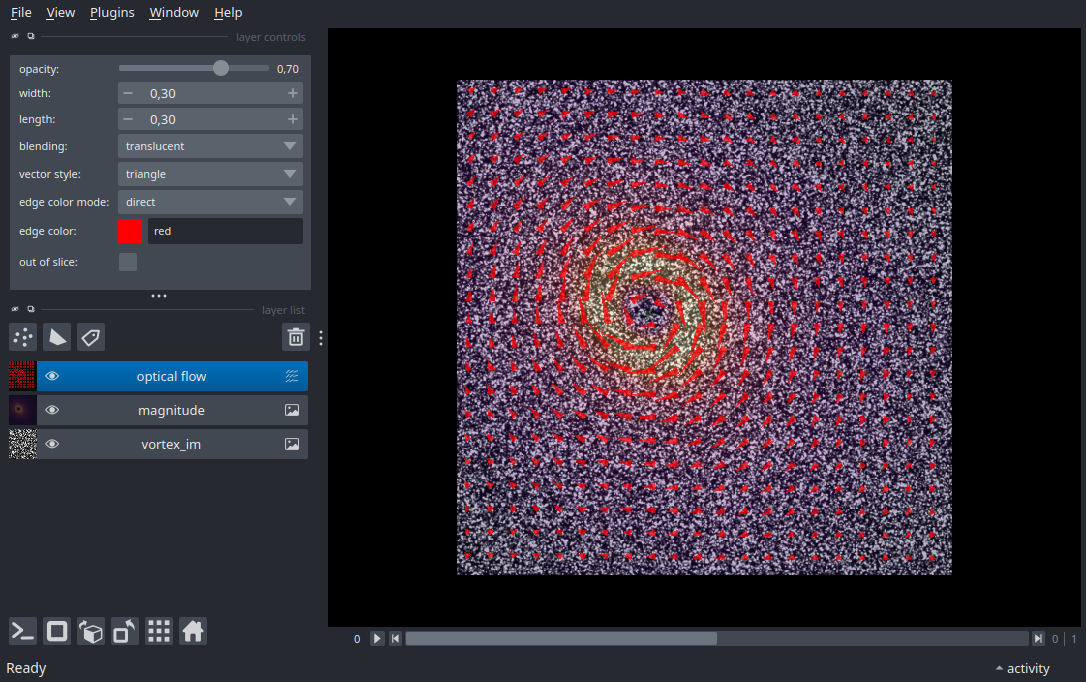 File View Plugins Window Help
layer controls
opacity: 0,70
width: − 0,30 +
length: − 0,30 +
blending: translucent
vector style: triangle
edge color mode: direct
edge color: red
out of slice:
layer list
optical flow
magnitude
vortex_im
0 0 | 1
Ready activity